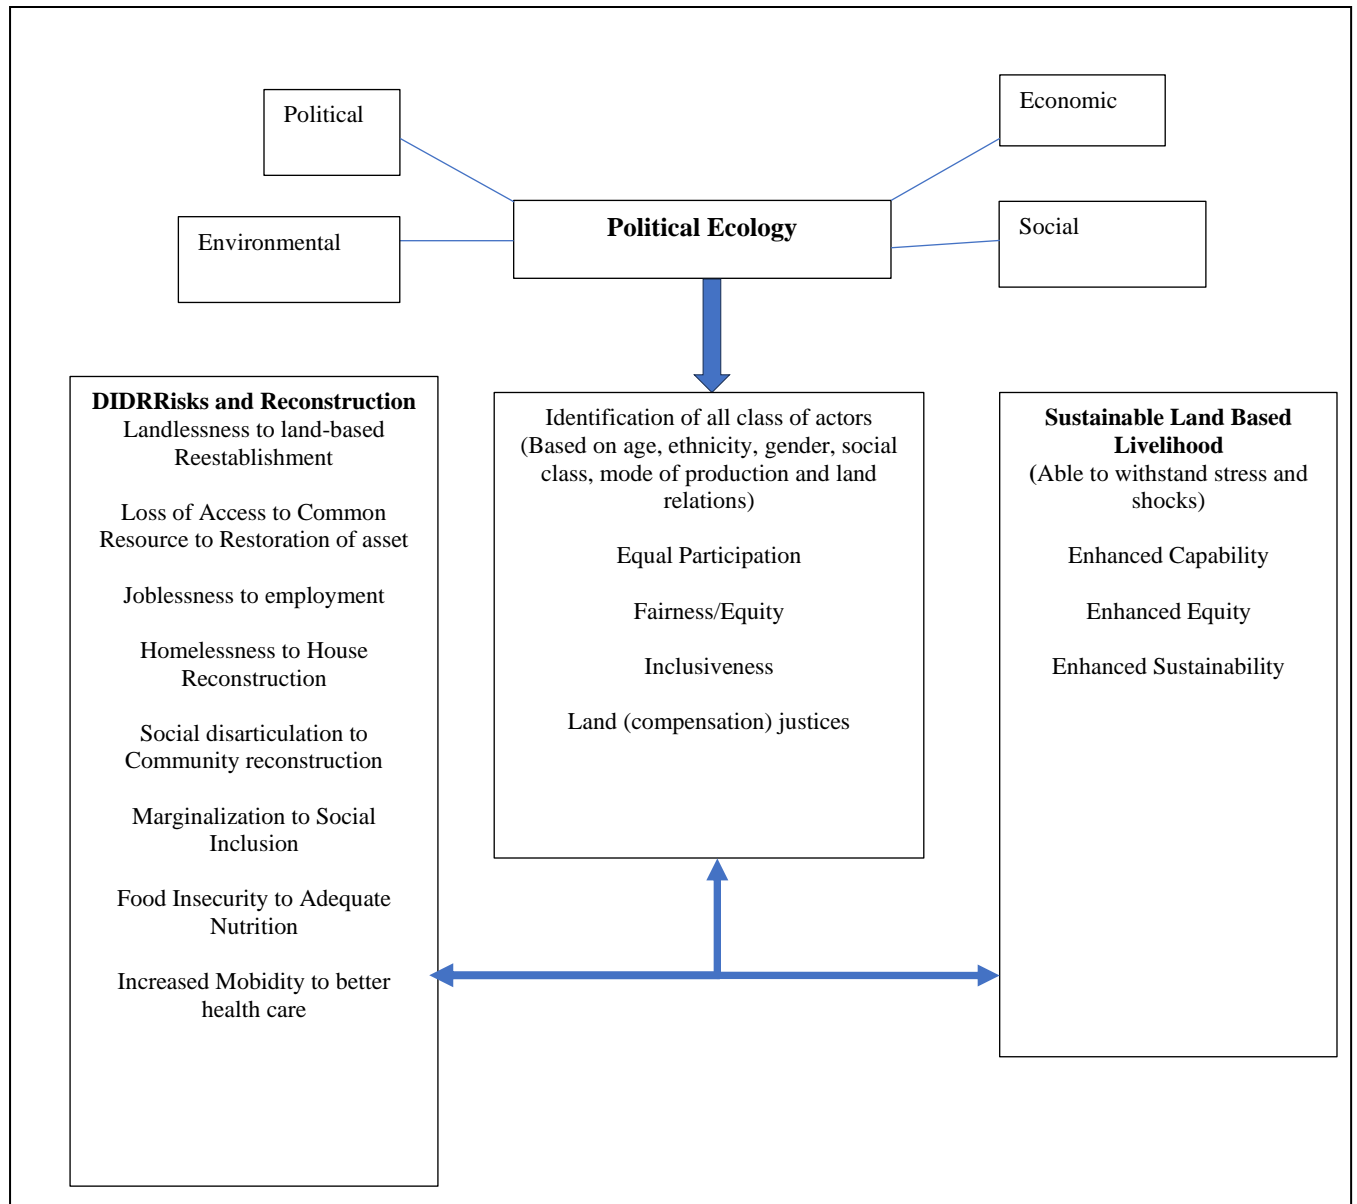 Political
Economic
Environmental
Political Ecology
Social
DIDRRisks and Reconstruction
Landlessness to land-based
Reestablishment
Loss of Access to Common
Resource to Restoration of asset
Joblessness to employment
Homelessness to House
Reconstruction
Social disarticulation to
Community reconstruction
Marginalization to Social
Inclusion
Food Insecurity to Adequate
Nutrition
Increased Mobidity to better
health care
Identification of all class of actors
(Based on age, ethnicity, gender, social
class, mode of production and land
relations)
Equal Participation
Fairness/Equity
Inclusiveness
Land (compensation) justices
Sustainable Land Based
Livelihood
(Able to withstand stress and
shocks)
Enhanced Capability
Enhanced Equity
Enhanced Sustainability